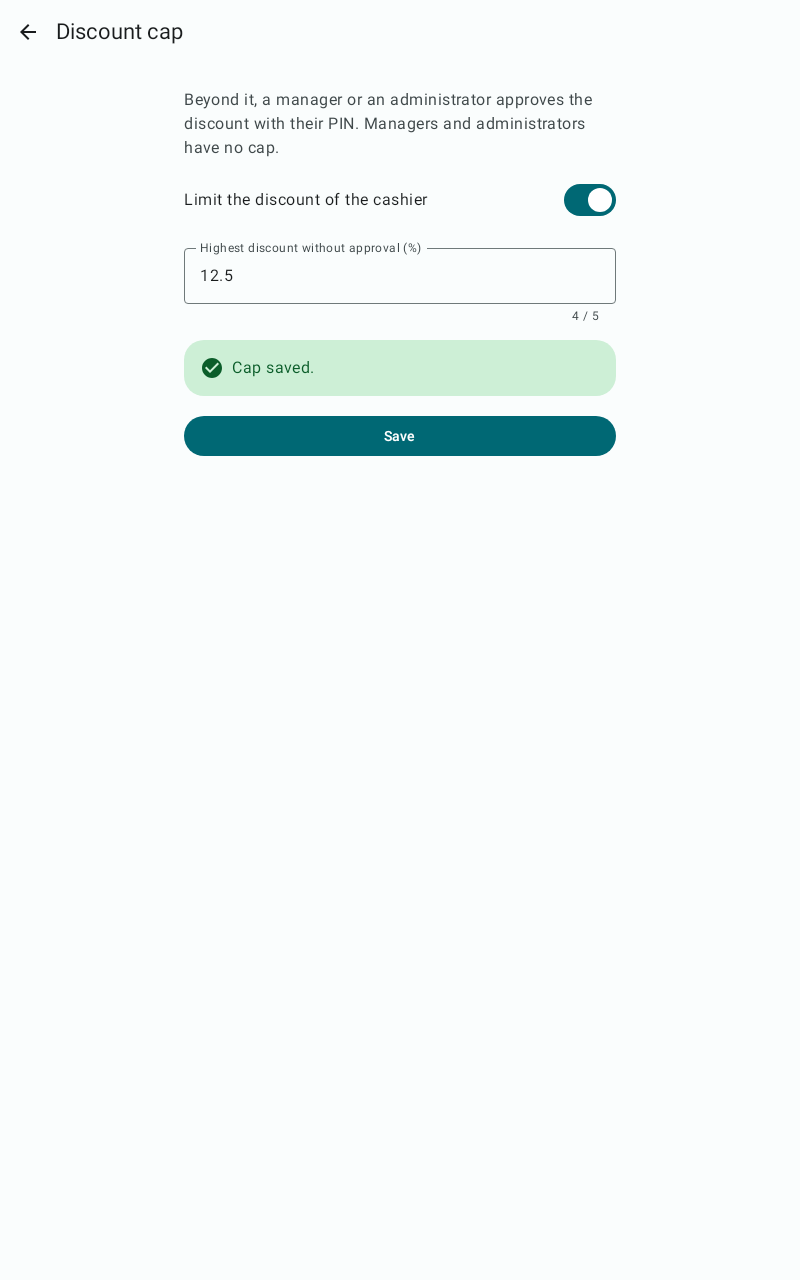 Discount cap
Beyond it, a manager or an administrator approves the
discount with their PIN. Managers and administrators
have no cap.
Limit the discount of the cashier
Highest discount without approval (%)
12.5
4 / 5
Cap saved.
Save